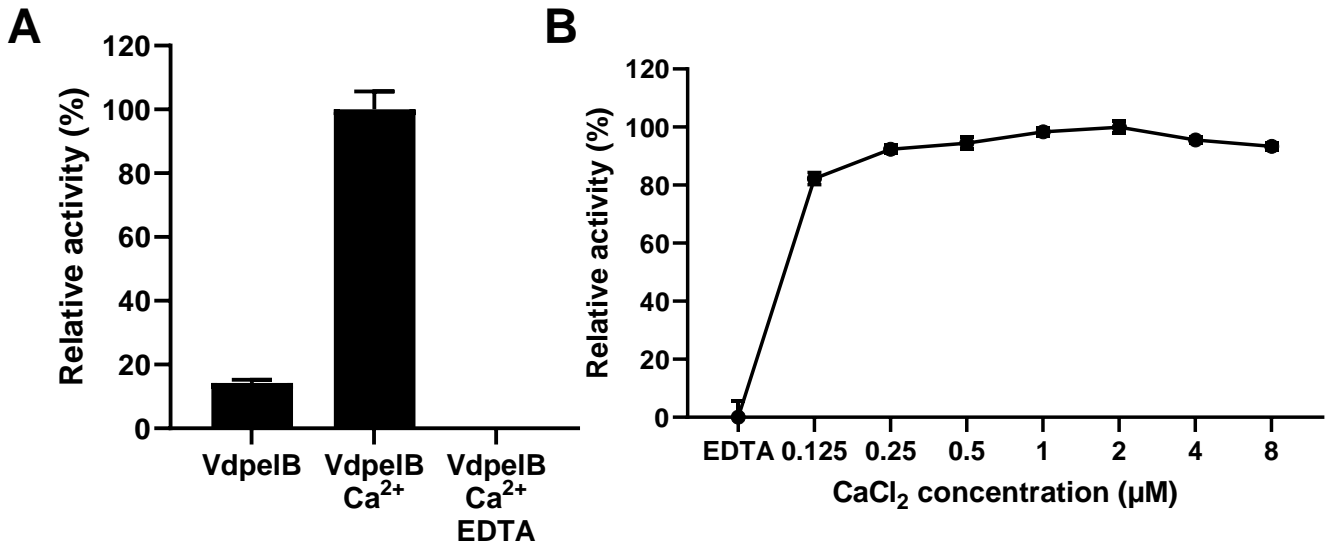 A
Relative activity (%)
120
100
80
60
40
20
0
VdpelB
VdpelB
Ca²⁺
VdpelB
Ca²⁺
EDTA
B
Relative activity (%)
120
100
80
60
40
20
0
EDTA 0.125 0.25 0.5 1 2 4 8
CaCl₂ concentration (µM)